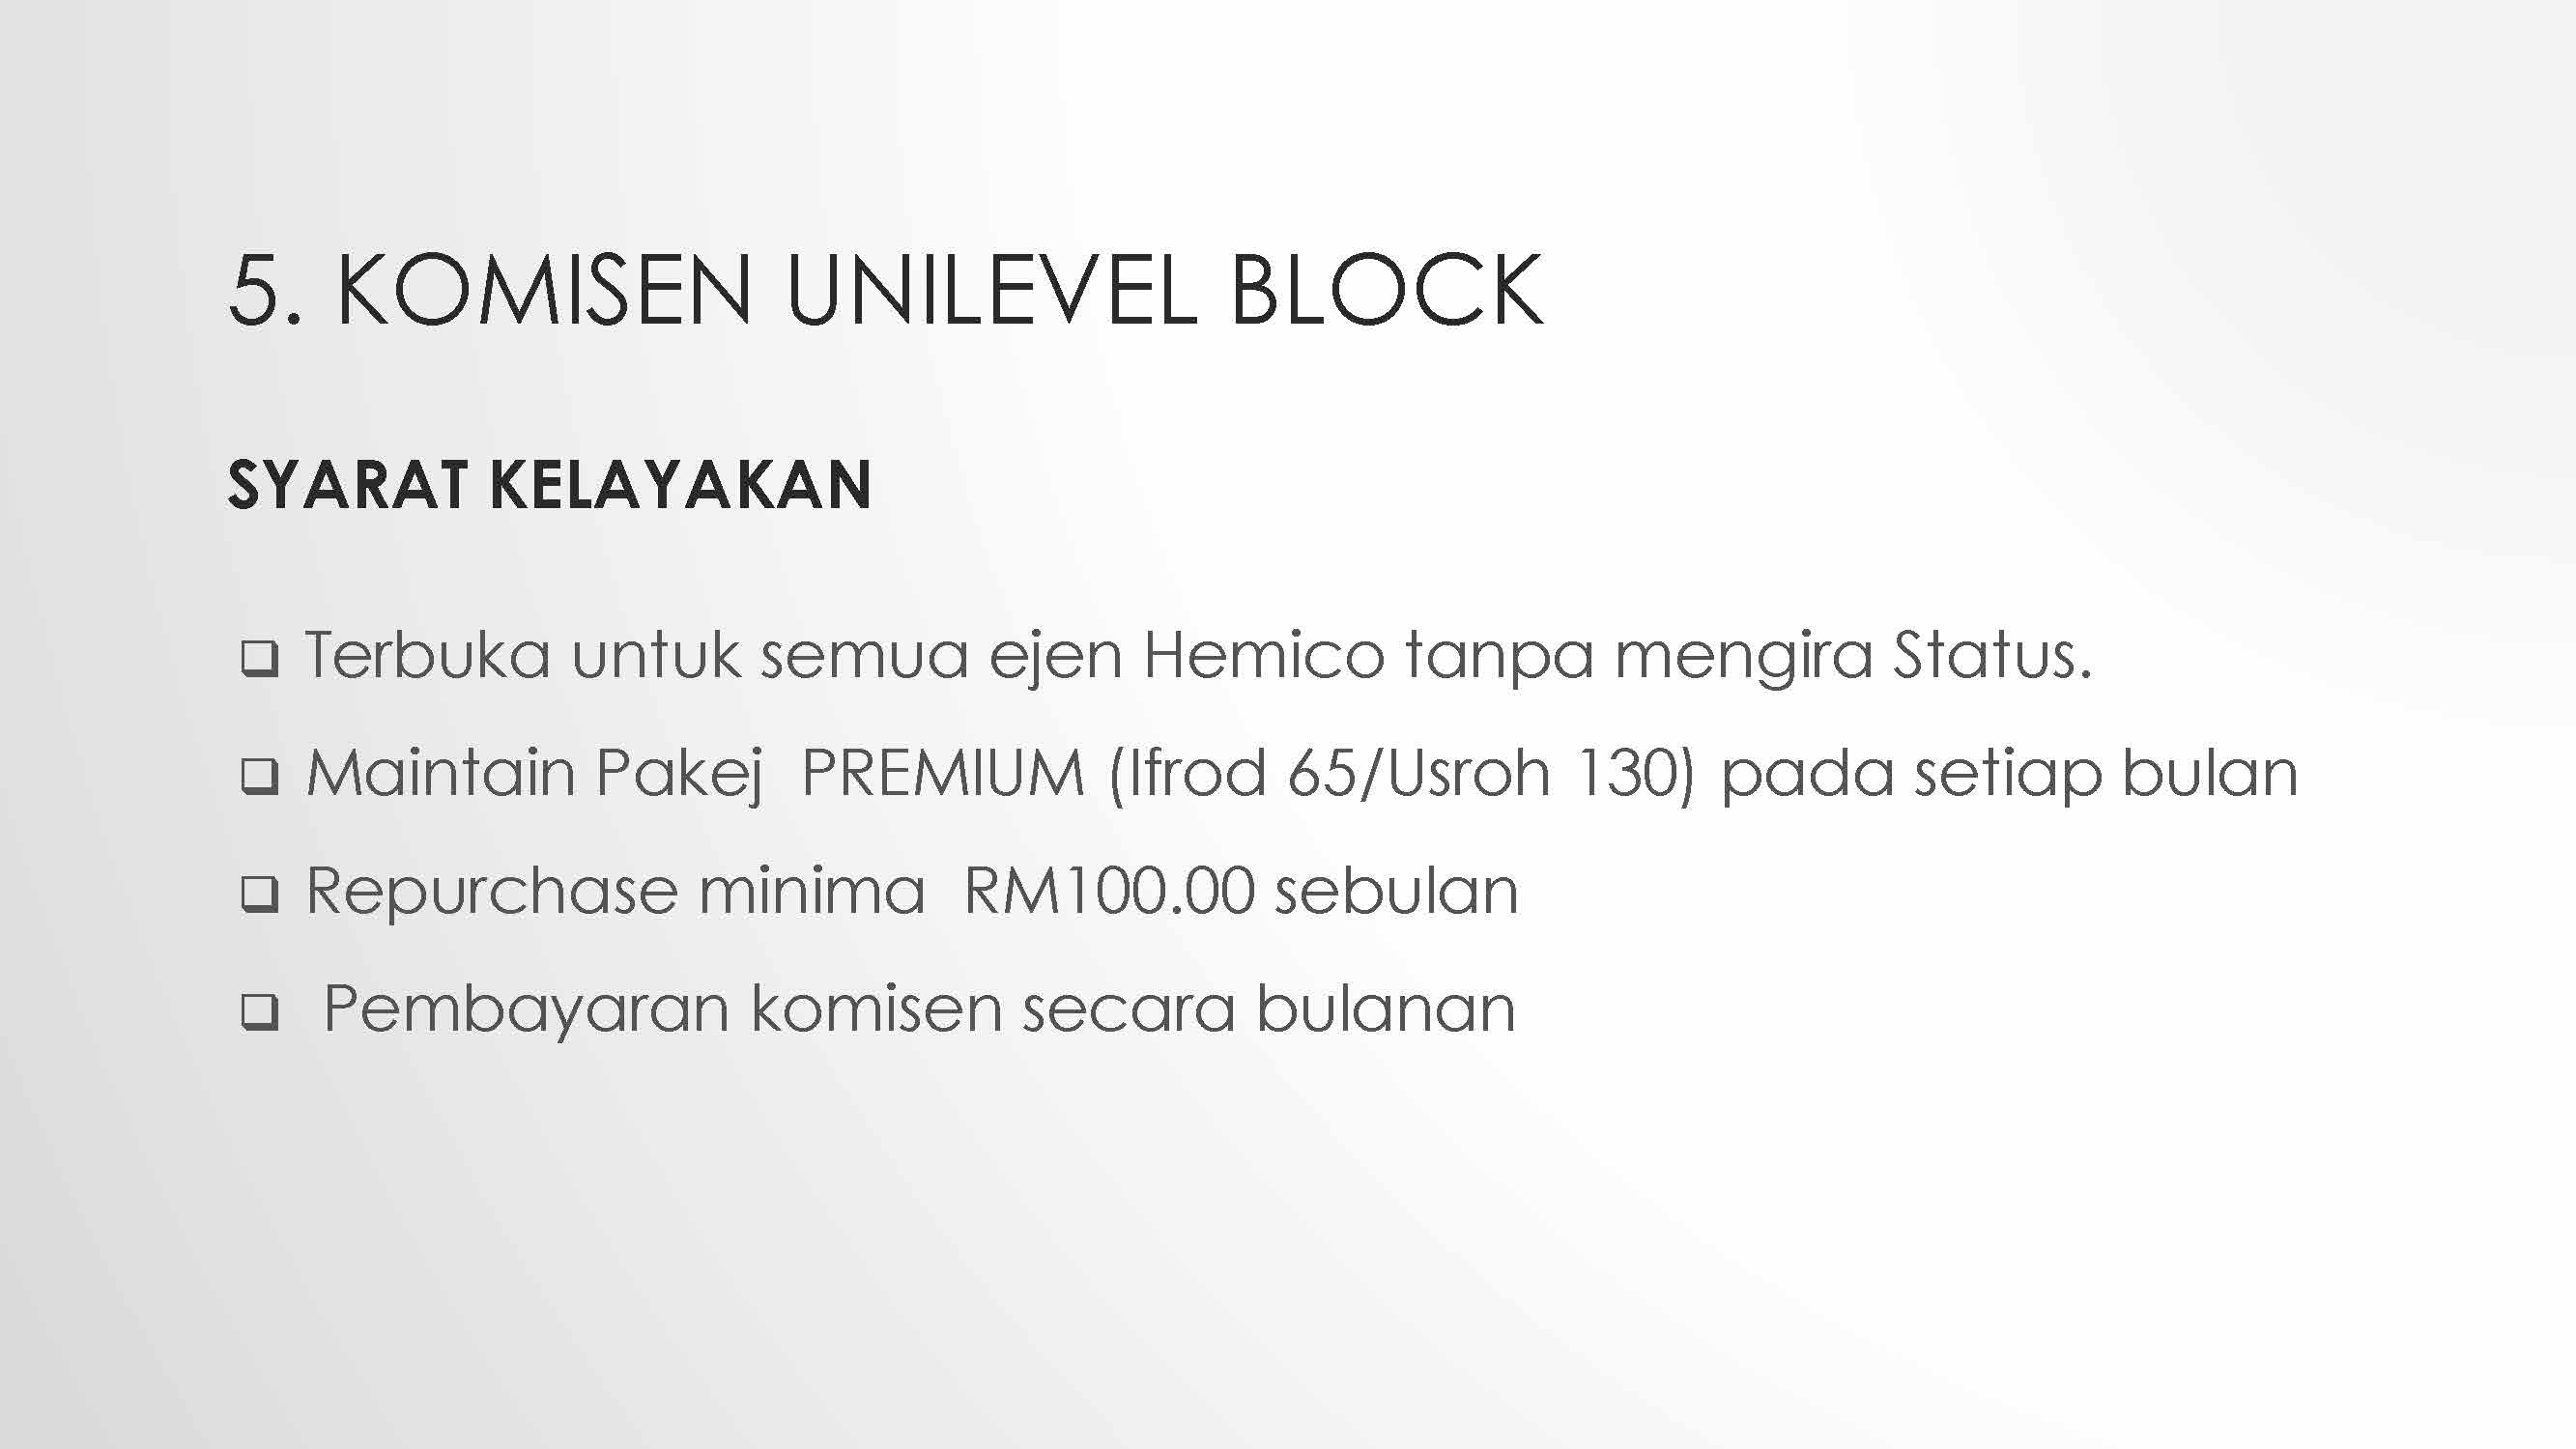 5. KOMISEN UNILEVEL BLOCK
SYARAT KELAYAKAN
❑ Terbuka untuk semua ejen Hemico tanpa mengira Status.
❑ Maintain Pakej PREMIUM (Ifrod 65/Usroh 130) pada setiap bulan
❑ Repurchase minima RM100.00 sebulan
❑ Pembayaran komisen secara bulanan